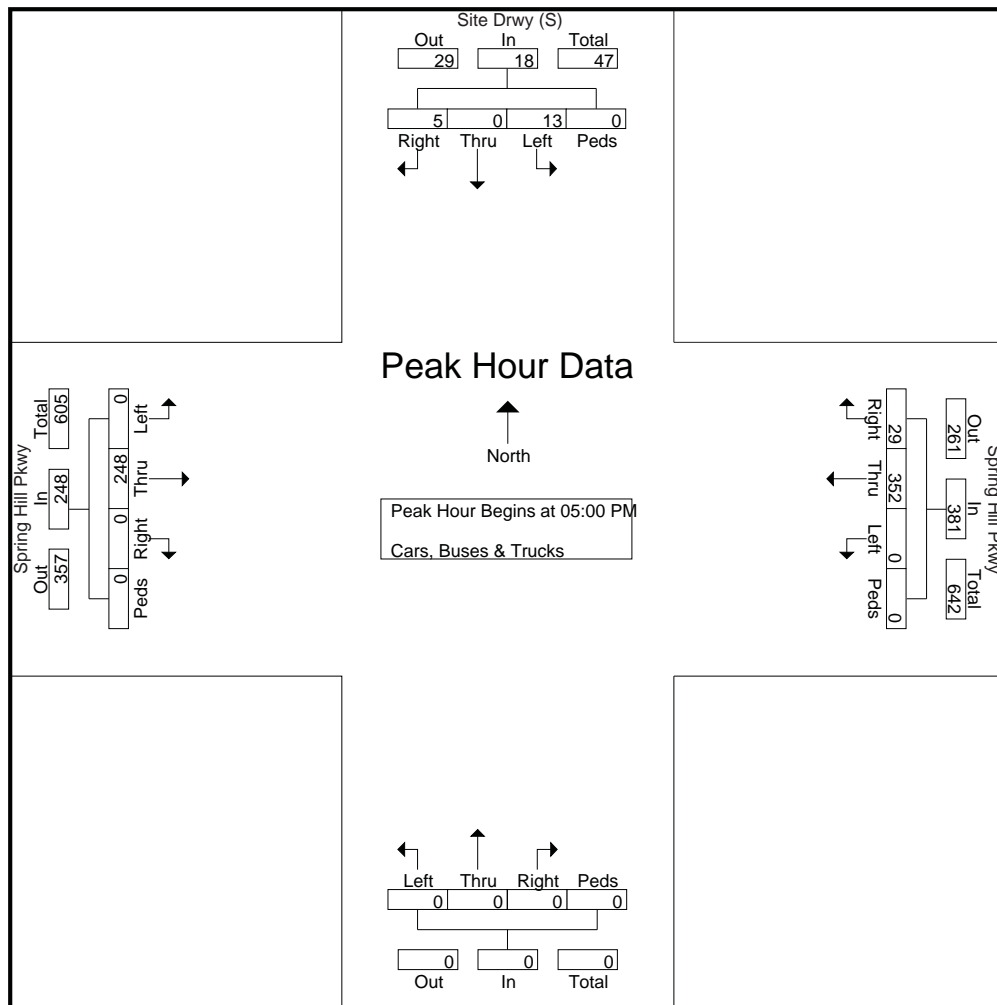 Site Drwy (S)
Out In Total
29 18 47
5 0 13 0
Right Thru Left Peds
Peak Hour Data
North
Peak Hour Begins at 05:00 PM
Cars, Buses & Trucks
Spring Hill Pkwy
Out In Total
357 248 605
0 248 0 0
Left Thru Right Peds
Spring Hill Pkwy
Out In Total
261 381 642
29 352 0 0
Right Thru Left Peds
Left Thru Right Peds
0 0 0 0
0 0 0
Out In Total